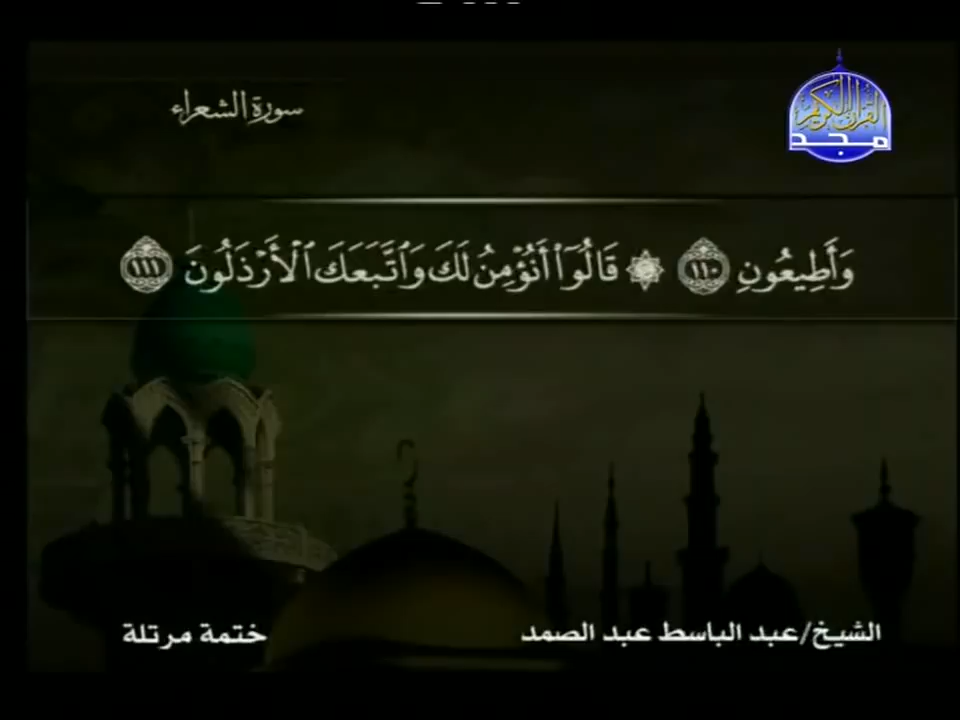 سورة الشعراء
القرآن الكريم
مجد
وَأَطِيعُونِ ١١٠ ۞ قَالُوٓا۟ أَنُؤْمِنُ لَكَ وَٱتَّبَعَكَ ٱلْأَرْذَلُونَ ١١١
الشيخ/عبد الباسط عبد الصمد
ختمة مرتلة